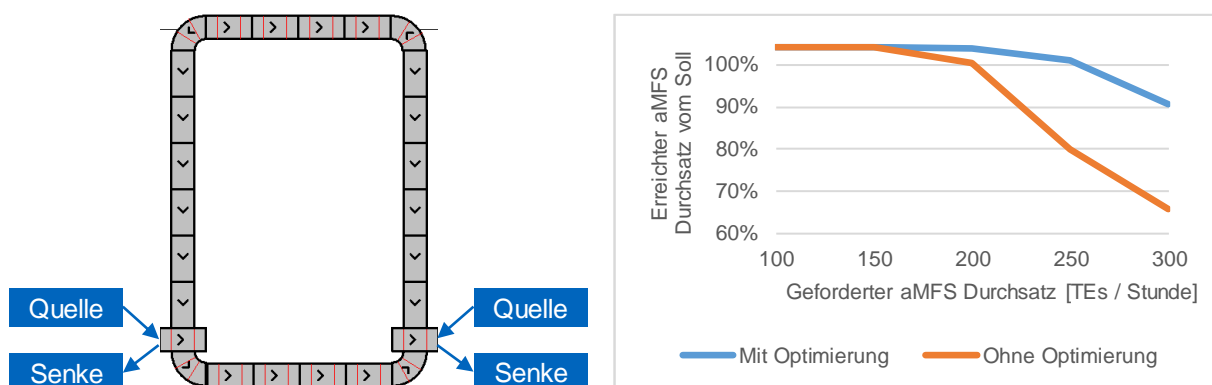 Quelle
Senke
Quelle
Senke
Erreichter aMFS
Durchsatz vom Soll
100%
90%
80%
70%
60%
100 150 200 250 300
Geforderter aMFS Durchsatz [TEs / Stunde]
Mit Optimierung Ohne Optimierung